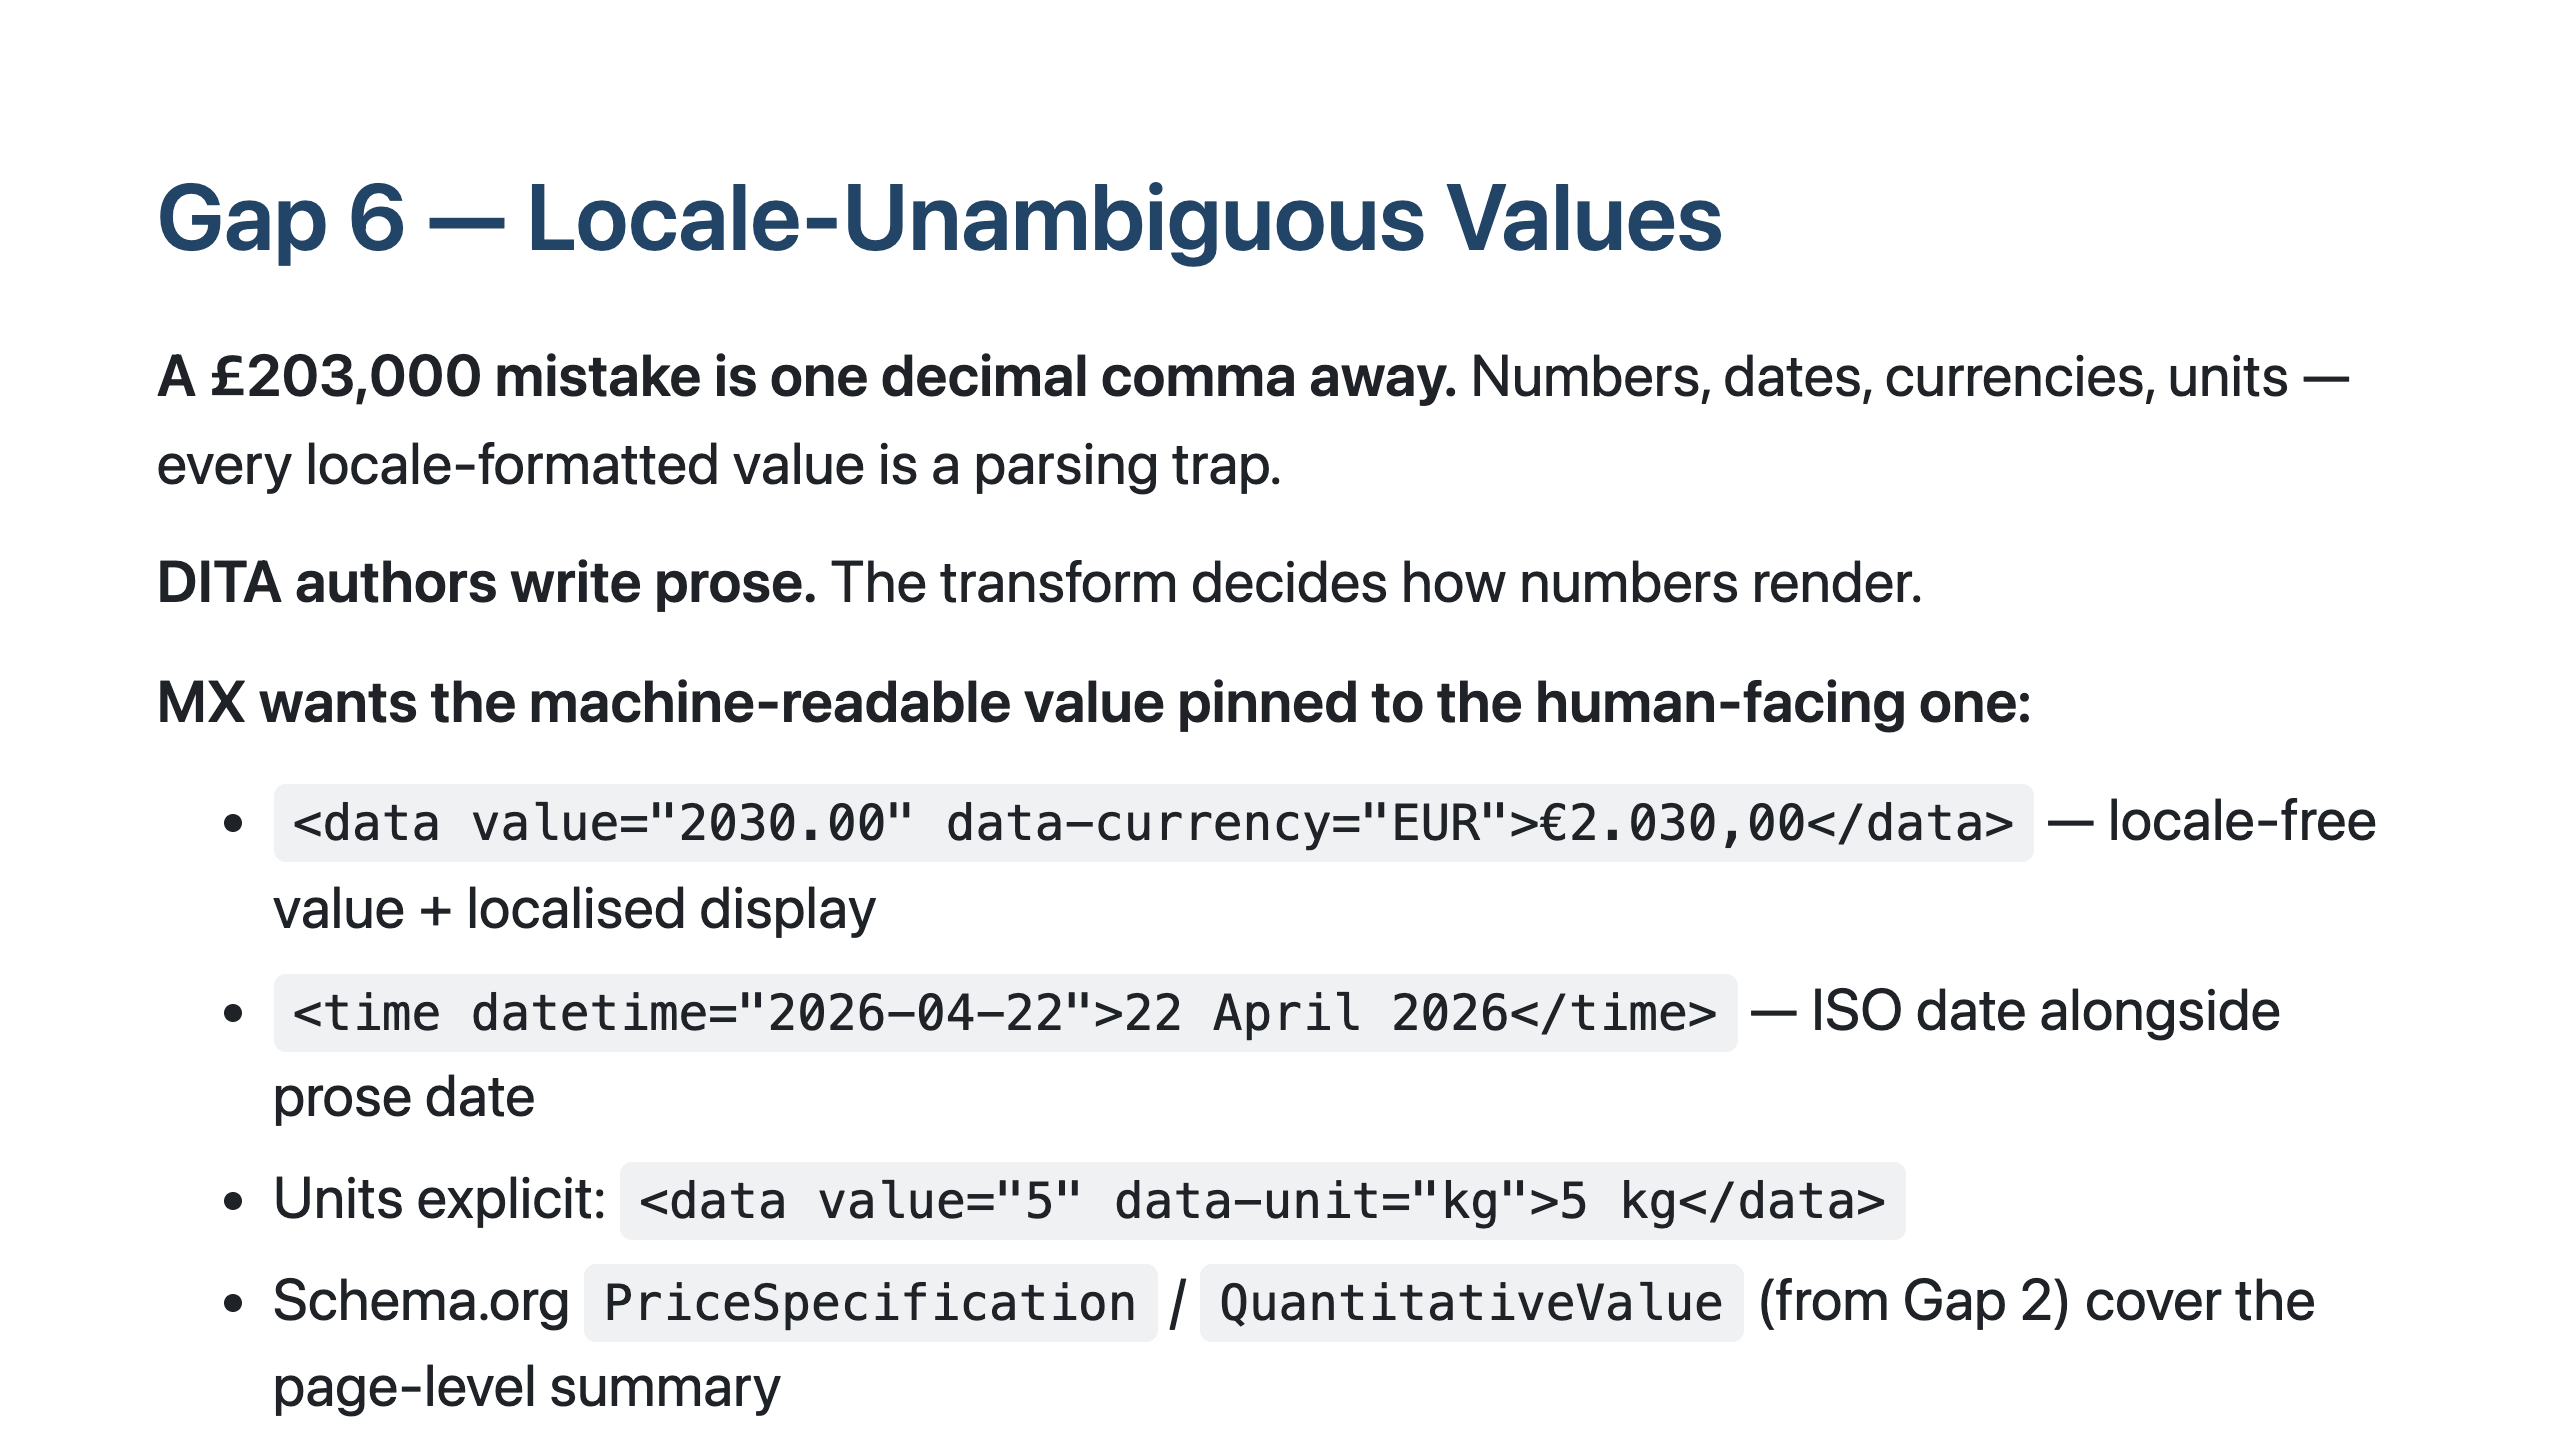 Gap 6 — Locale-Unambiguous Values
A £203,000 mistake is one decimal comma away. Numbers, dates, currencies, units —
every locale-formatted value is a parsing trap.
DITA authors write prose. The transform decides how numbers render.
MX wants the machine-readable value pinned to the human-facing one:
• <data value="2030.00" data-currency="EUR">€2.030,00</data> — locale-free
value + localised display
• <time datetime="2026-04-22">22 April 2026</time> — ISO date alongside
prose date
• Units explicit: <data value="5" data-unit="kg">5 kg</data>
• Schema.org PriceSpecification / QuantitativeValue (from Gap 2) cover the
page-level summary